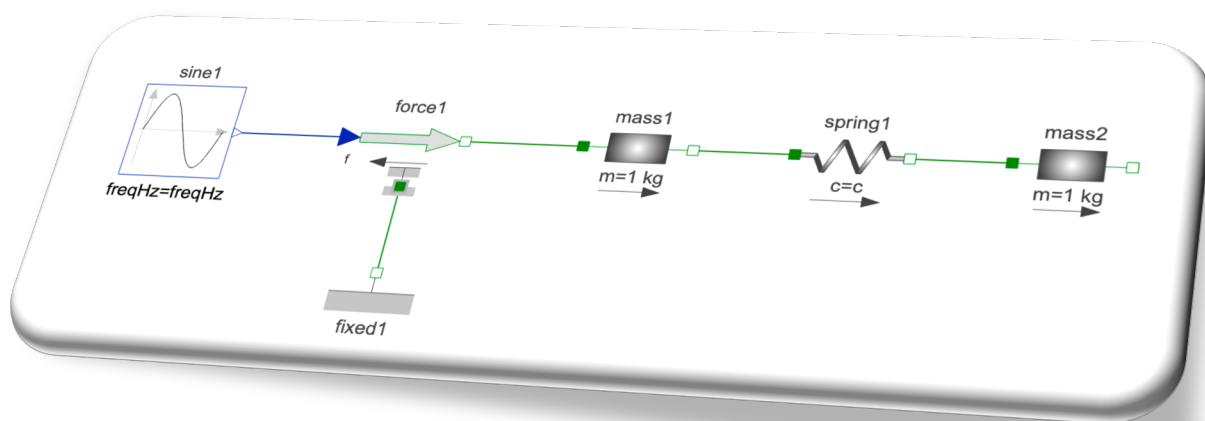 sine1
freqHz=freqHz
force1
f
fixed1
mass1
m=1 kg
spring1
c=c
mass2
m=1 kg